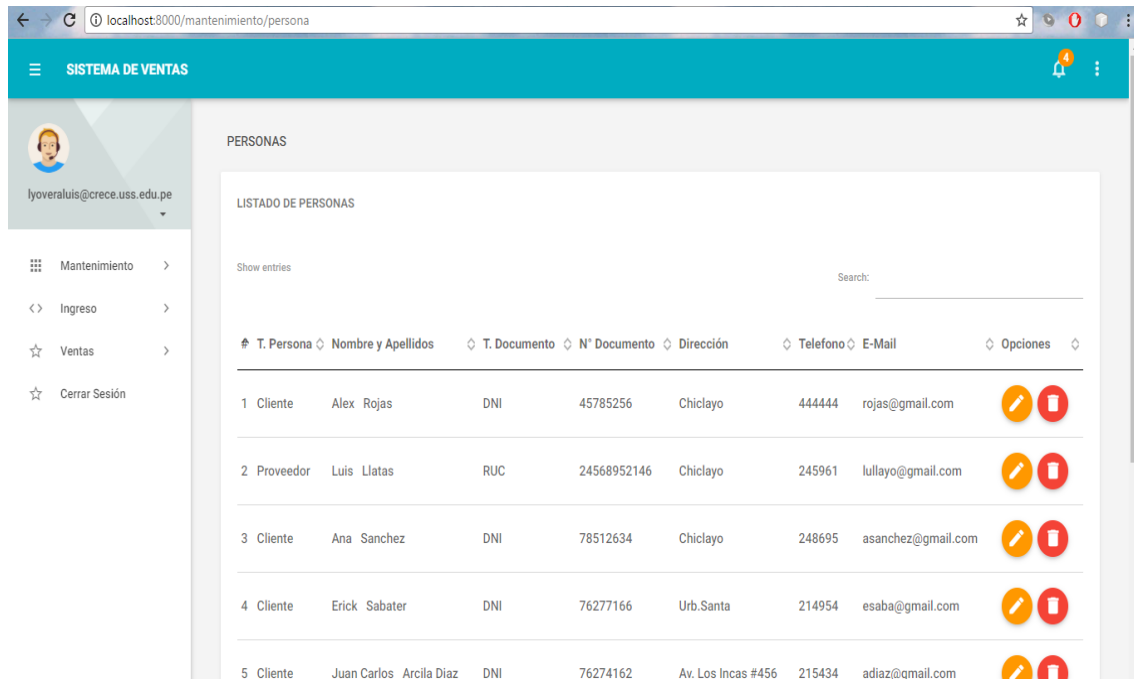 localhost:8000/mantenimiento/persona
SISTEMA DE VENTAS
4
lyoveraluis@crece.uss.edu.pe
Mantenimiento
Ingreso
Ventas
Cerrar Sesión
PERSONAS
LISTADO DE PERSONAS
Show entries
Search:
# T. Persona Nombre y Apellidos T. Documento N° Documento Dirección Telefono E-Mail Opciones
1 Cliente Alex Rojas DNI 45785256 Chiclayo 444444 rojas@gmail.com
2 Proveedor Luis Llatas RUC 24568952146 Chiclayo 245961 lullayo@gmail.com
3 Cliente Ana Sanchez DNI 78512634 Chiclayo 248695 asanchez@gmail.com
4 Cliente Erick Sabater DNI 76277166 Urb.Santa 214954 esaba@gmail.com
5 Cliente Juan Carlos Arcila Diaz DNI 76274162 Av. Los Incas #456 215434 adiaz@gmail.com